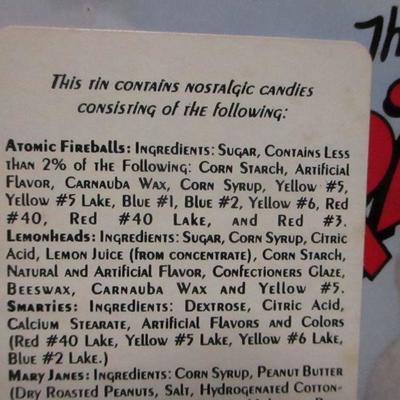 This tin contains nostalgic candies
consisting of the following:
Atomic Fireballs: Ingredients: Sugar, Contains Less
than 2% of the Following: Corn Starch, Artificial
Flavor, Carnauba Wax, Corn Syrup, Yellow #5,
Yellow #5 Lake, Blue #1, Blue #2, Yellow #6, Red
#40, Red #40 Lake, and Red #3.
Lemonheads: Ingredients: Sugar, Corn Syrup, Citric
Acid, Lemon Juice (from concentrate), Corn Starch,
Natural and Artificial Flavor, Confectioners Glaze,
Beeswax, Carnauba Wax and Yellow #5.
Smarties: Ingredients: Dextrose, Citric Acid,
Calcium Stearate, Artificial Flavors and Colors
(Red #40 Lake, Yellow #5 Lake, Yellow #6 Lake,
Blue #2 Lake.)
Mary Janes: Ingredients: Corn Syrup, Peanut Butter
(Dry Roasted Peanuts, Salt, Hydrogenated Cotton-
Th